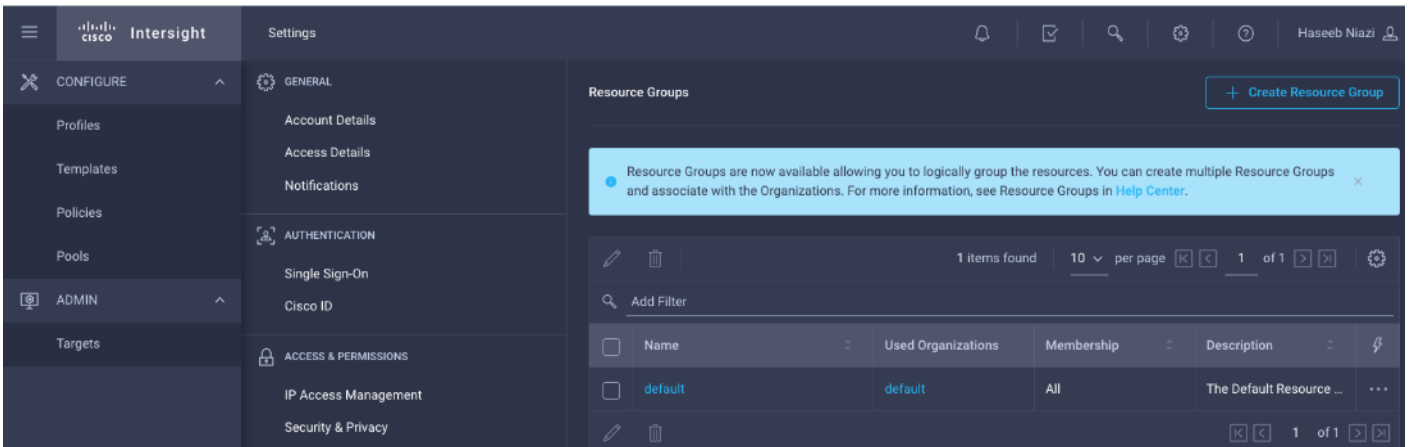 cisco Intersight
Settings
Haseeb Niazi
CONFIGURE
Profiles
Templates
Policies
Pools
ADMIN
Targets
GENERAL
Account Details
Access Details
Notifications
AUTHENTICATION
Single Sign-On
Cisco ID
ACCESS & PERMISSIONS
IP Access Management
Security & Privacy
Resource Groups
+ Create Resource Group
Resource Groups are now available allowing you to logically group the resources. You can create multiple Resource Groups
and associate with the Organizations. For more information, see Resource Groups in Help Center.
1 items found 10 per page 1 of 1
Add Filter
Name Used Organizations Membership Description
default default All The Default Resource ...
1 of 1